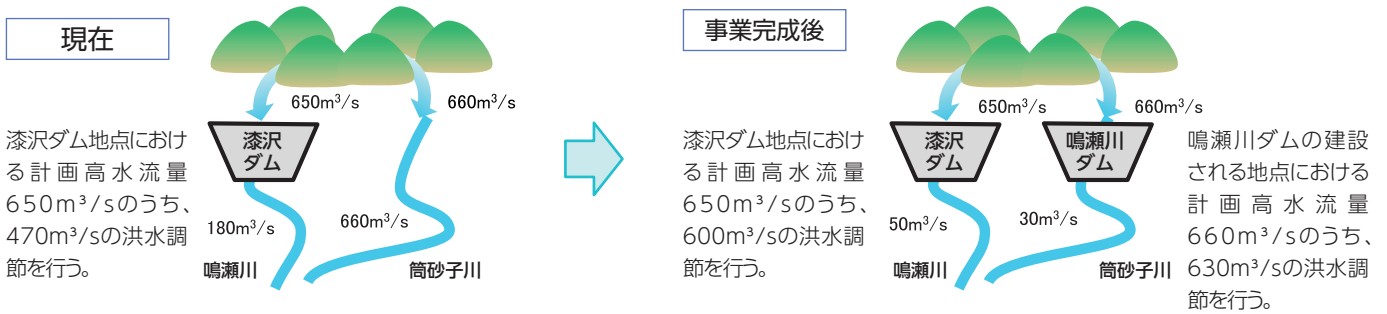 現在
650m³/s
660m³/s
漆沢
ダム
漆沢ダム地点におけ
る計画高水流量
650m³/sのうち、
470m³/sの洪水調
節を行う。
180m³/s
660m³/s
鳴瀬川
筒砂子川
事業完成後
650m³/s
660m³/s
漆沢
ダム
鳴瀬川
ダム
漆沢ダム地点におけ
る計画高水流量
650m³/sのうち、
600m³/sの洪水調
節を行う。
50m³/s
30m³/s
鳴瀬川
筒砂子川
鳴瀬川ダムの建設
される地点における
計画高水流量
660m³/sのうち、
630m³/sの洪水調
節を行う。